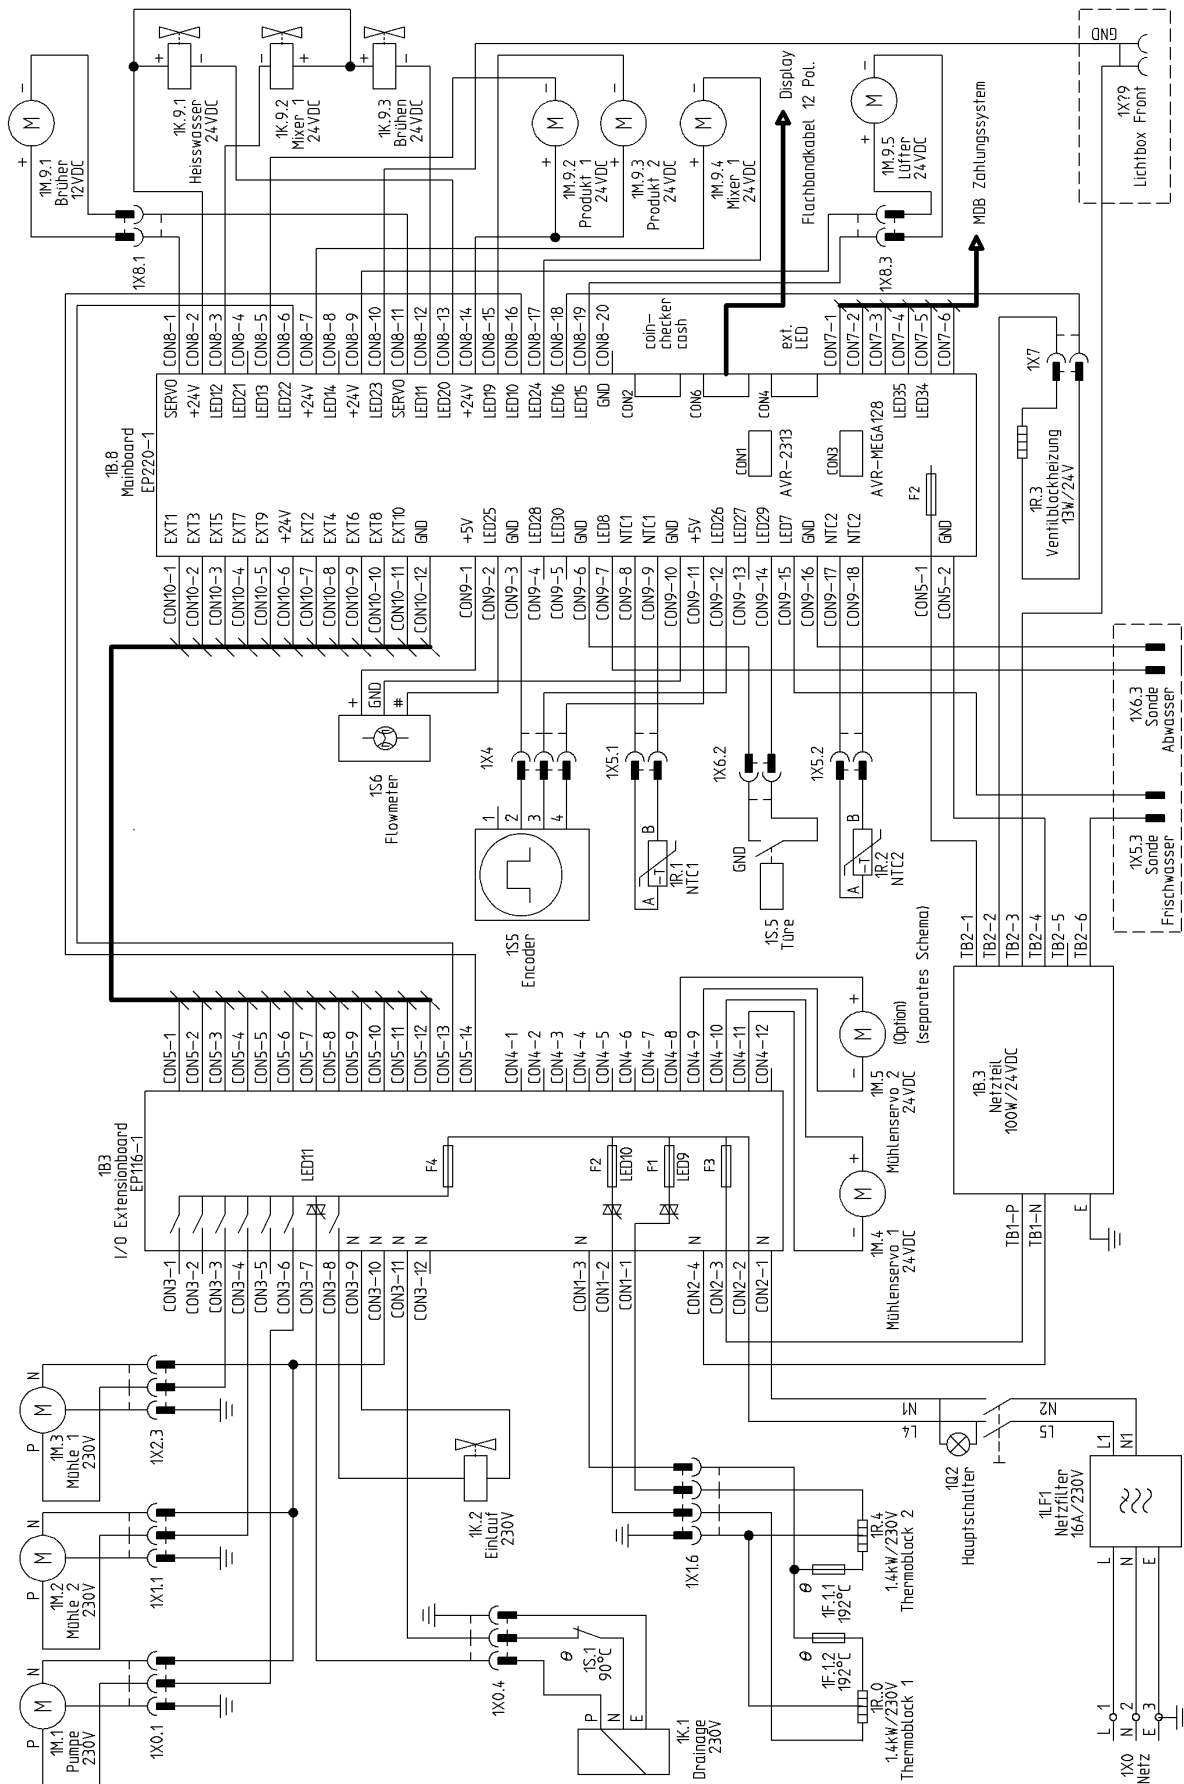 1M.9.1
Brüher
12VDC
M
+
-
1X8.1
1K.9.1
Heisswasser
24VDC
+
-
1K.9.2
Mixer 1
24VDC
-
+
1K.9.3
Brühen
24VDC
+
-
1M.9.2
Produkt 1
24VDC
M
+
-
1M.9.3
Produkt 2
24VDC
M
+
-
1M.9.4
Mixer 1
24VDC
M
+
-
Display
Flachbandkabel 12 Pol.
1M.9.5
Lüfter
24VDC
M
+
-
1X8.3
MDB Zahlungssystem
GND
1X?9
Lichtbox Front
CON8-1
CON8-2
CON8-3
CON8-4
CON8-5
CON8-6
CON8-7
CON8-8
CON8-9
CON8-10
CON8-11
CON8-12
CON8-13
CON8-14
CON8-15
CON8-16
CON8-17
CON8-18
CON8-19
CON8-20
coin-
checker
cash
ext.
LED
CON7-1
CON7-2
CON7-3
CON7-4
CON7-5
CON7-6
1B.8
Mainboard
EP220-1
SERVO
+24V
LED12
LED21
LED13
LED22
+24V
LED14
+24V
LED23
SERVO
LED11
LED20
+24V
LED19
LED10
LED24
LED16
LED15
GND
CON2
CON6
CON4
LED35
LED34
CON1
AVR-2313
CON3
AVR-MEGA128
F2
EXT1
EXT3
EXT5
EXT7
EXT9
+24V
EXT2
EXT4
EXT6
EXT8
EXT10
GND
+5V
LED25
GND
LED28
LED30
GND
LED8
NTC1
NTC1
GND
+5V
LED26
LED27
LED29
LED7
GND
NTC2
NTC2
GND
CON10-1
CON10-2
CON10-3
CON10-4
CON10-5
CON10-6
CON10-7
CON10-8
CON10-9
CON10-10
CON10-11
CON10-12
CON9-1
CON9-2
CON9-3
CON9-4
CON9-5
CON9-6
CON9-7
CON9-8
CON9-9
CON9-10
CON9-11
CON9-12
CON9-13
CON9-14
CON9-15
CON9-16
CON9-17
CON9-18
CON5-1
CON5-2
1X7
1R.3
Ventilblockheizung
13W/24V
+
GND
#
1S6
Flowmeter
1X4
1
2
3
4
1S5
Encoder
1X5.1
A
B
-T
1R.1
NTC1
1X6.2
GND
1S.5
Türe
1X5.2
A
B
-T
1R.2
NTC2
1X6.3
Sonde
Abwasser
1X5.3
Sonde
Frischwasser
TB2-1
TB2-2
TB2-3
TB2-4
TB2-5
TB2-6
1B.3
Netzteil
100W/24VDC
TB1-P
TB1-N
E
CON5-1
CON5-2
CON5-3
CON5-4
CON5-5
CON5-6
CON5-7
CON5-8
CON5-9
CON5-10
CON5-11
CON5-12
CON5-13
CON5-14
CON4-1
CON4-2
CON4-3
CON4-4
CON4-5
CON4-6
CON4-7
CON4-8
CON4-9
CON4-10
CON4-11
CON4-12
1M.5
Mühlenservo 2
24VDC
(Option)
(separates Schema)
M
+
-
1M.4
Mühlenservo 1
24VDC
M
+
-
1B3
I/O Extensionboard
EP116-1
LED11
F4
F2
LED10
F1
LED9
F3
N
N
N
N
N
N
N
CON3-1
CON3-2
CON3-3
CON3-4
CON3-5
CON3-6
CON3-7
CON3-8
CON3-9
CON3-10
CON3-11
CON3-12
CON1-3
CON1-2
CON1-1
CON2-4
CON2-3
CON2-2
CON2-1
P
N
M
1M.3
Mühle 1
230V
1X2.3
P
N
M
1M.2
Mühle 2
230V
1X1.1
P
N
M
1M.1
Pumpe
230V
1X0.1
1K.2
Einlauf
230V
1X0.4
θ
1S.1
90°C
P
N
E
1K.1
Drainage
230V
1X1.6
θ
1F.1.1
192°C
1R.4
1.4kW/230V
Thermoblock 2
θ
1F.1.2
192°C
1R..0
1.4kW/230V
Thermoblock 1
N1
L4
N2
L5
1Q2
Hauptschalter
L1
N1
1LF1
Netzfilter
16A/230V
L
N
E
L 1
N 2
E 3
1X0
Netz